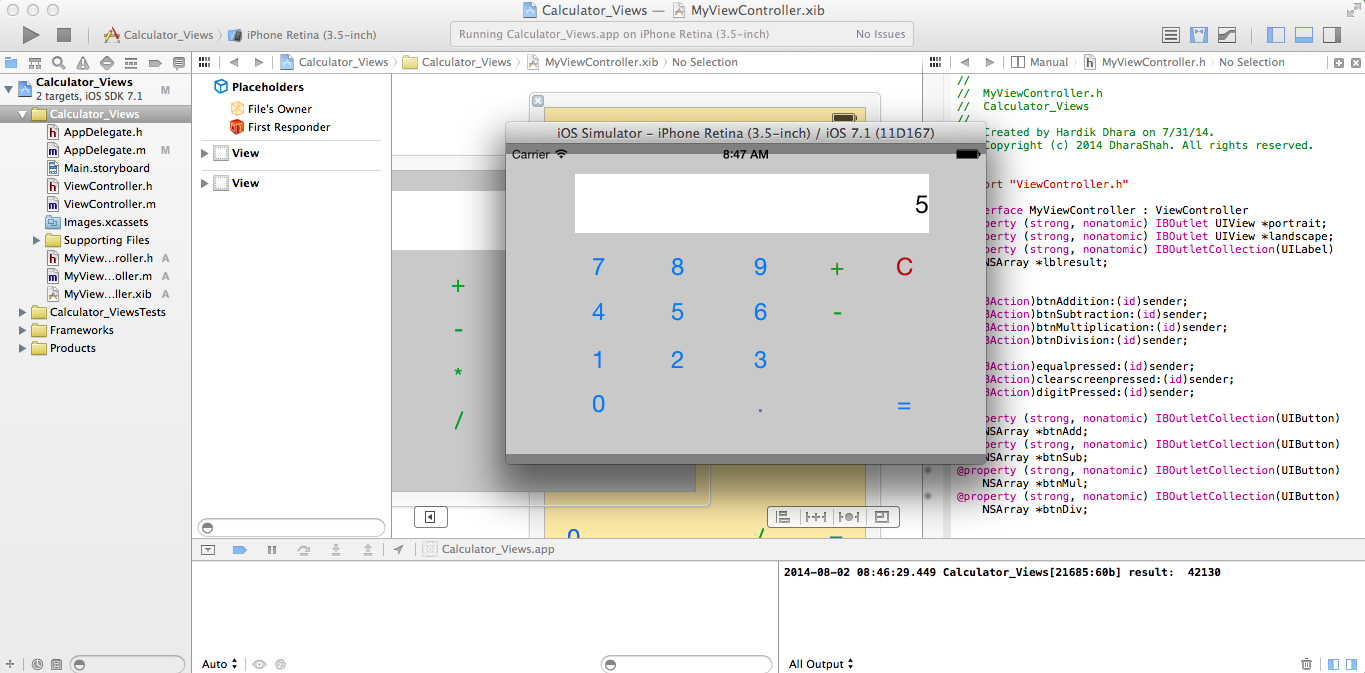 Calculator_Views — MyViewController.xib
Calculator_Views iPhone Retina (3.5-inch)
Running Calculator_Views.app on iPhone Retina (3.5-inch) No Issues
Calculator_Views
2 targets, iOS SDK 7.1 M
Calculator_Views
AppDelegate.h
AppDelegate.m M
Main.storyboard
ViewController.h
ViewController.m
Images.xcassets
Supporting Files
MyView...roller.h A
MyView...oller.m A
MyView...ller.xib A
Calculator_ViewsTests
Frameworks
Products
Calculator_Views Calculator_Views MyViewController.xib No Selection
Placeholders
File's Owner
First Responder
View
View
+
-
*
/
0 / =
iOS Simulator - iPhone Retina (3.5-inch) / iOS 7.1 (11D167)
Carrier 8:47 AM
5
7 8 9 + C
4 5 6 -
1 2 3
0 . =
Manual MyViewController.h No Selection
//
// MyViewController.h
// Calculator_Views
//
Created by Hardik Dhara on 7/31/14.
Copyright (c) 2014 DharaShah. All rights reserved.
ort "ViewController.h"
erface MyViewController : ViewController
perty (strong, nonatomic) IBOutlet UIView *portrait;
perty (strong, nonatomic) IBOutlet UIView *landscape;
perty (strong, nonatomic) IBOutletCollection(UILabel)
NSArray *lblresult;
BAction)btnAddition:(id)sender;
BAction)btnSubtraction:(id)sender;
BAction)btnMultiplication:(id)sender;
BAction)btnDivision:(id)sender;
BAction)equalpressed:(id)sender;
BAction)clearscreenpressed:(id)sender;
BAction)digitPressed:(id)sender;
perty (strong, nonatomic) IBOutletCollection(UIButton)
NSArray *btnAdd;
perty (strong, nonatomic) IBOutletCollection(UIButton)
NSArray *btnSub;
@property (strong, nonatomic) IBOutletCollection(UIButton)
NSArray *btnMul;
@property (strong, nonatomic) IBOutletCollection(UIButton)
NSArray *btnDiv;
Calculator_Views.app
2014-08-02 08:46:29.449 Calculator_Views[21685:60b] result: 42130
Auto
All Output